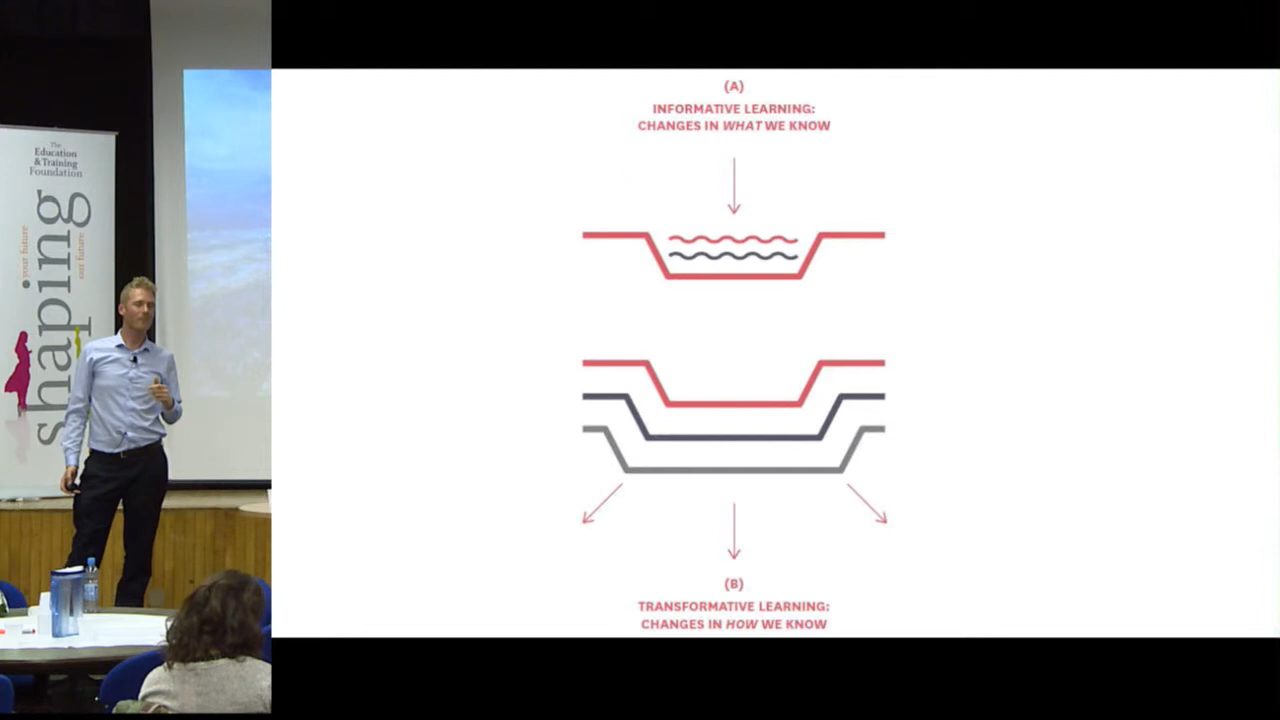 The
Education
& Training
Foundation
shaping
your future
our future
(A)
INFORMATIVE LEARNING:
CHANGES IN WHAT WE KNOW
(B)
TRANSFORMATIVE LEARNING:
CHANGES IN HOW WE KNOW